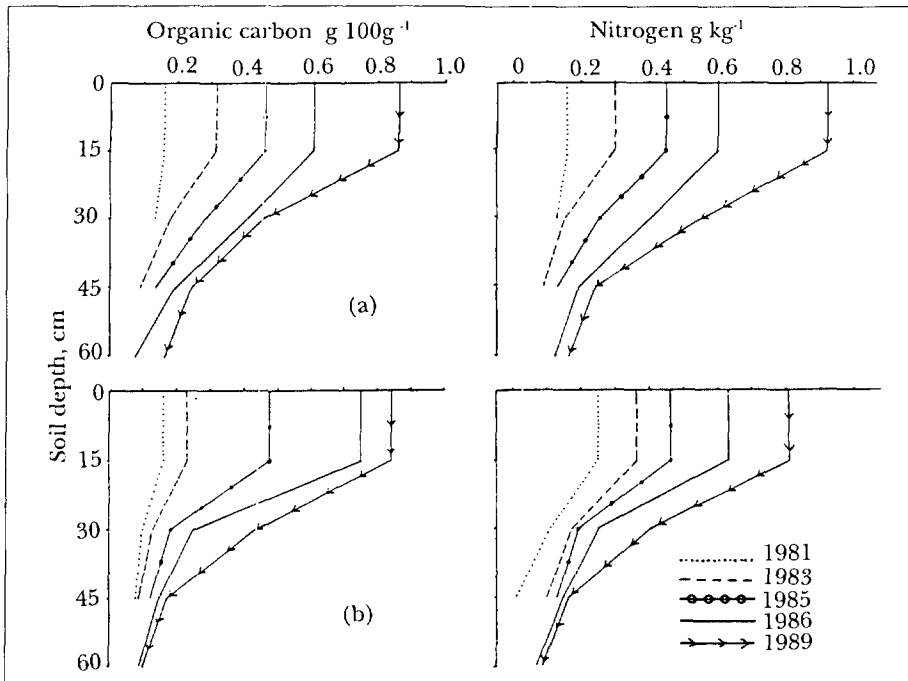 Organic carbon g 100g⁻¹
Nitrogen g kg⁻¹
0.2 0.4 0.6 0.8 1.0
0 0.2 0.4 0.6 0.8 1.0
0
15
30
45
60
(a)
Soil depth, cm
0
15
30
45
60
(b)
1981
1983
1985
1986
1989